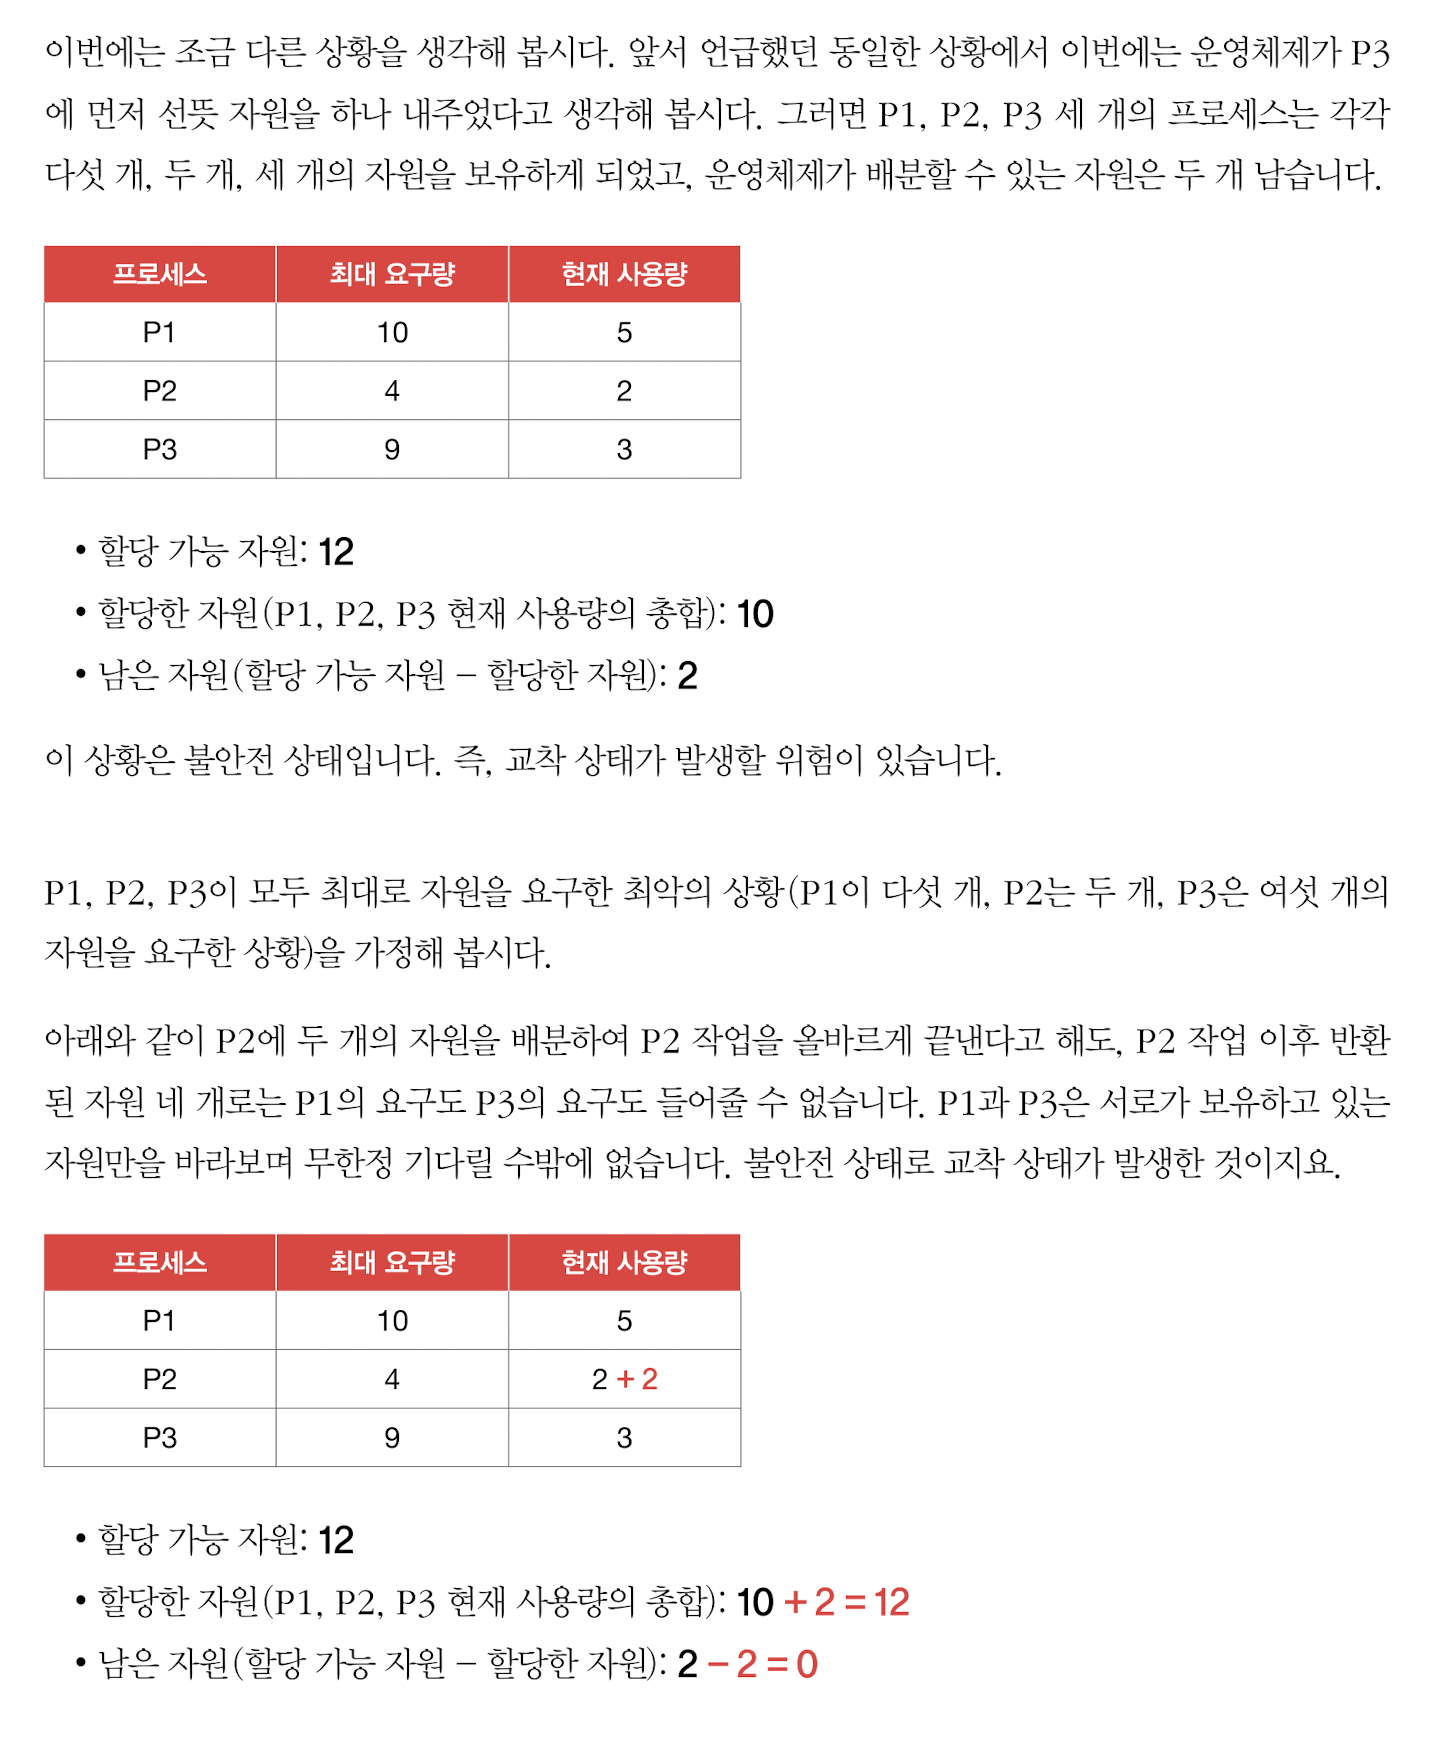 이번에는 조금 다른 상황을 생각해 봅시다. 앞서 언급했던 동일한 상황에서 이번에는 운영체제가 P3
에 먼저 선뜻 자원을 하나 내주었다고 생각해 봅시다. 그러면 P1, P2, P3 세 개의 프로세스는 각각
다섯 개, 두 개, 세 개의 자원을 보유하게 되었고, 운영체제가 배분할 수 있는 자원은 두 개 남습니다.
프로세스 최대 요구량 현재 사용량
P1 10 5
P2 4 2
P3 9 3
• 할당 가능 자원: 12
• 할당한 자원(P1, P2, P3 현재 사용량의 총합): 10
• 남은 자원(할당 가능 자원 – 할당한 자원): 2
이 상황은 불안전 상태입니다. 즉, 교착 상태가 발생할 위험이 있습니다.
P1, P2, P3이 모두 최대로 자원을 요구한 최악의 상황(P1이 다섯 개, P2는 두 개, P3은 여섯 개의
자원을 요구한 상황)을 가정해 봅시다.
아래와 같이 P2에 두 개의 자원을 배분하여 P2 작업을 올바르게 끝낸다고 해도, P2 작업 이후 반환
된 자원 네 개로는 P1의 요구도 P3의 요구도 들어줄 수 없습니다. P1과 P3은 서로가 보유하고 있는
자원만을 바라보며 무한정 기다릴 수밖에 없습니다. 불안전 상태로 교착 상태가 발생한 것이지요.
프로세스 최대 요구량 현재 사용량
P1 10 5
P2 4 2 + 2
P3 9 3
• 할당 가능 자원: 12
• 할당한 자원(P1, P2, P3 현재 사용량의 총합): 10 + 2 = 12
• 남은 자원(할당 가능 자원 – 할당한 자원): 2 – 2 = 0